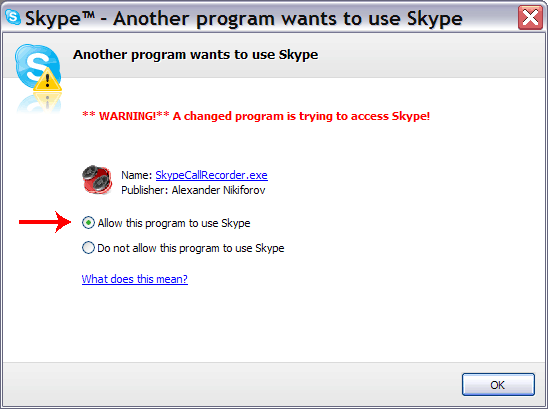 Skype™ - Another program wants to use Skype
Another program wants to use Skype
** WARNING!** A changed program is trying to access Skype!
Name: SkypeCallRecorder.exe
Publisher: Alexander Nikiforov
Allow this program to use Skype
Do not allow this program to use Skype
What does this mean?
OK